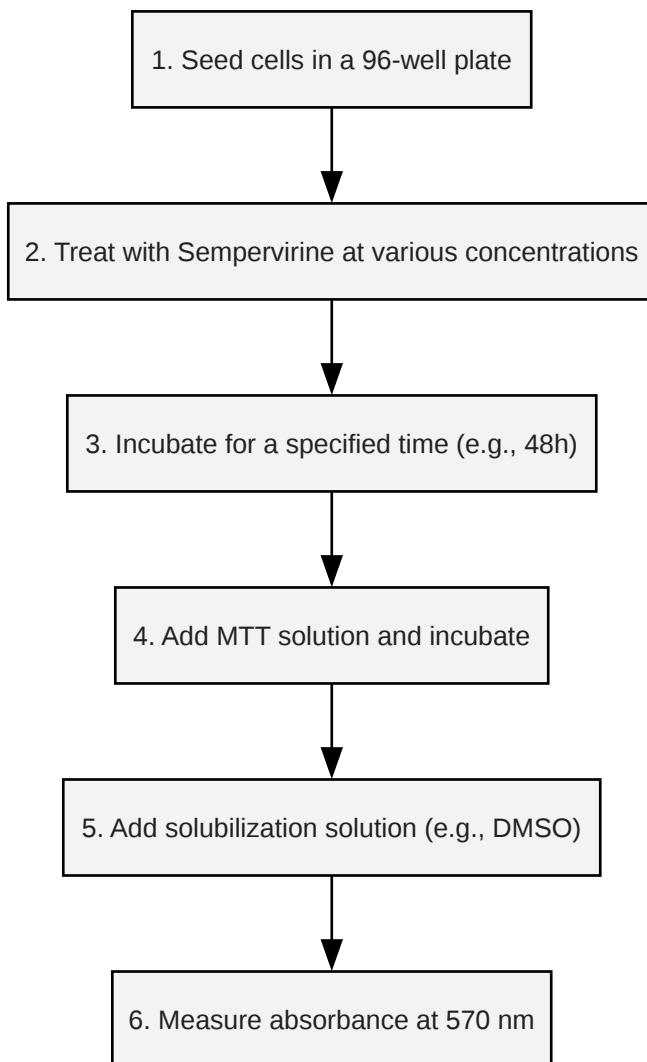 1. Seed cells in a 96-well plate
2. Treat with Sempervirine at various concentrations
3. Incubate for a specified time (e.g., 48h)
4. Add MTT solution and incubate
5. Add solubilization solution (e.g., DMSO)
6. Measure absorbance at 570 nm